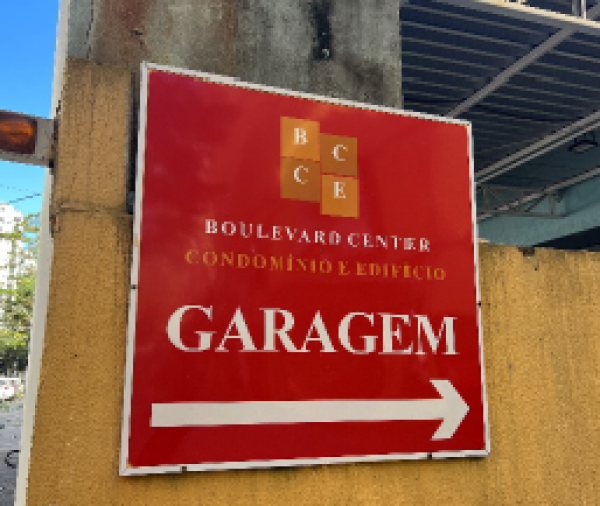 B C
C E
BOULEVARD CENTER
CONDOMÍNIO E EDIFÍCIO
GARAGEM